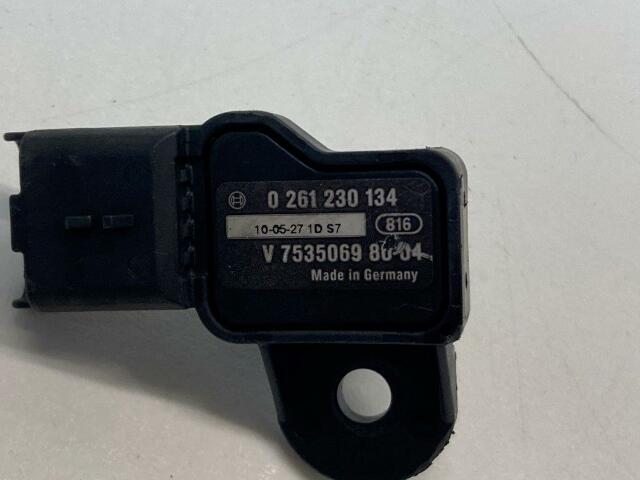 0 261 230 134
10-05-27 1D S7 816
V 7535069 80-04
Made in Germany